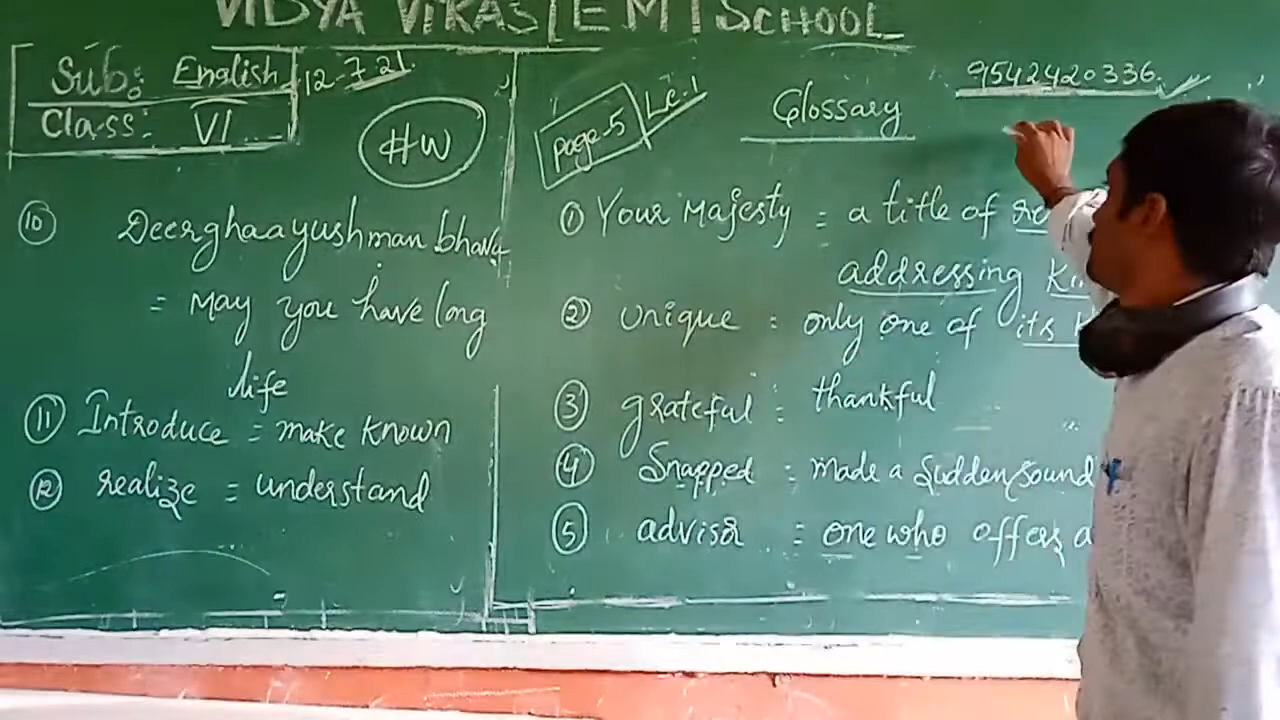 VIDYA VIKAS E M SCHOOL
Sub: English 12-7-21
Class: VI
HW
⑩ Deerghaayushman bhava
= May you have long
life
⑪ Introduce = make known
⑫ realize = understand
Page-5 Le.1
Glossary
9542420336
① Your Majesty = a title of
addressing
② unique : only one of its
③ grateful : thankful
④ Snapped : made a sudden sound
⑤ advisor = one who offers